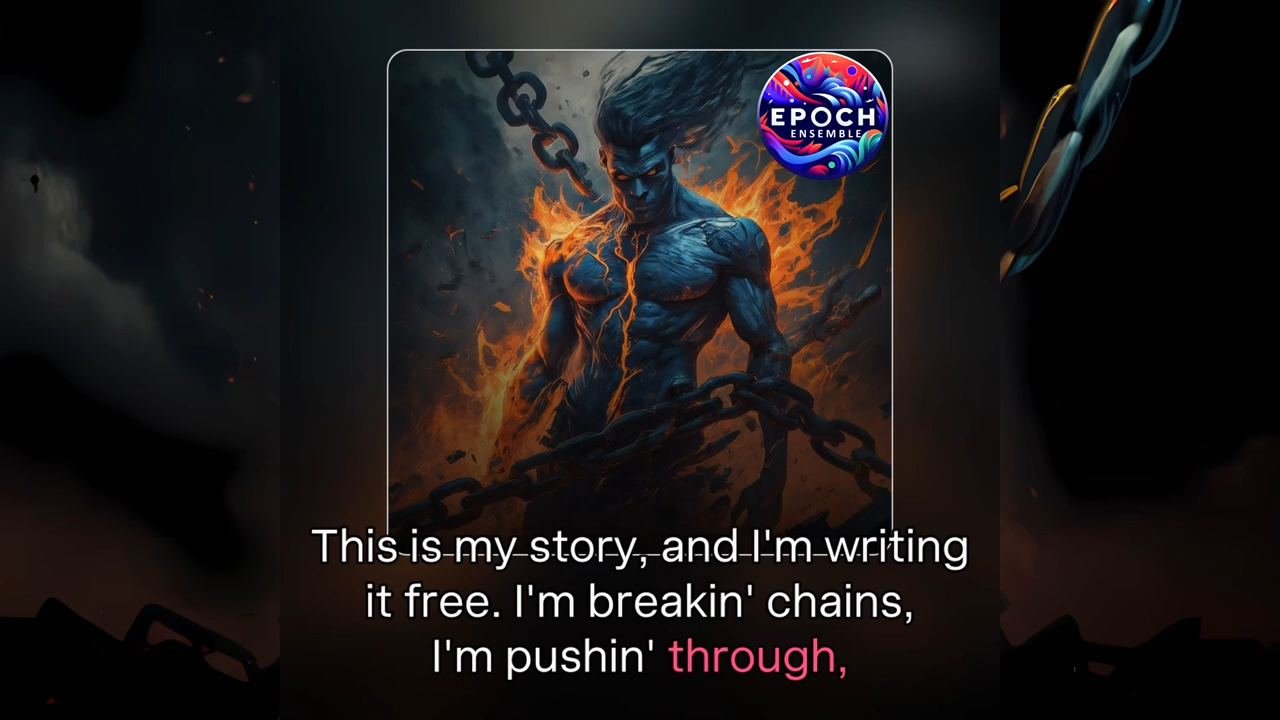 EPOCH
ENSEMBLE
This is my story, and I'm writing
it free. I'm breakin' chains,
I'm pushin' through,